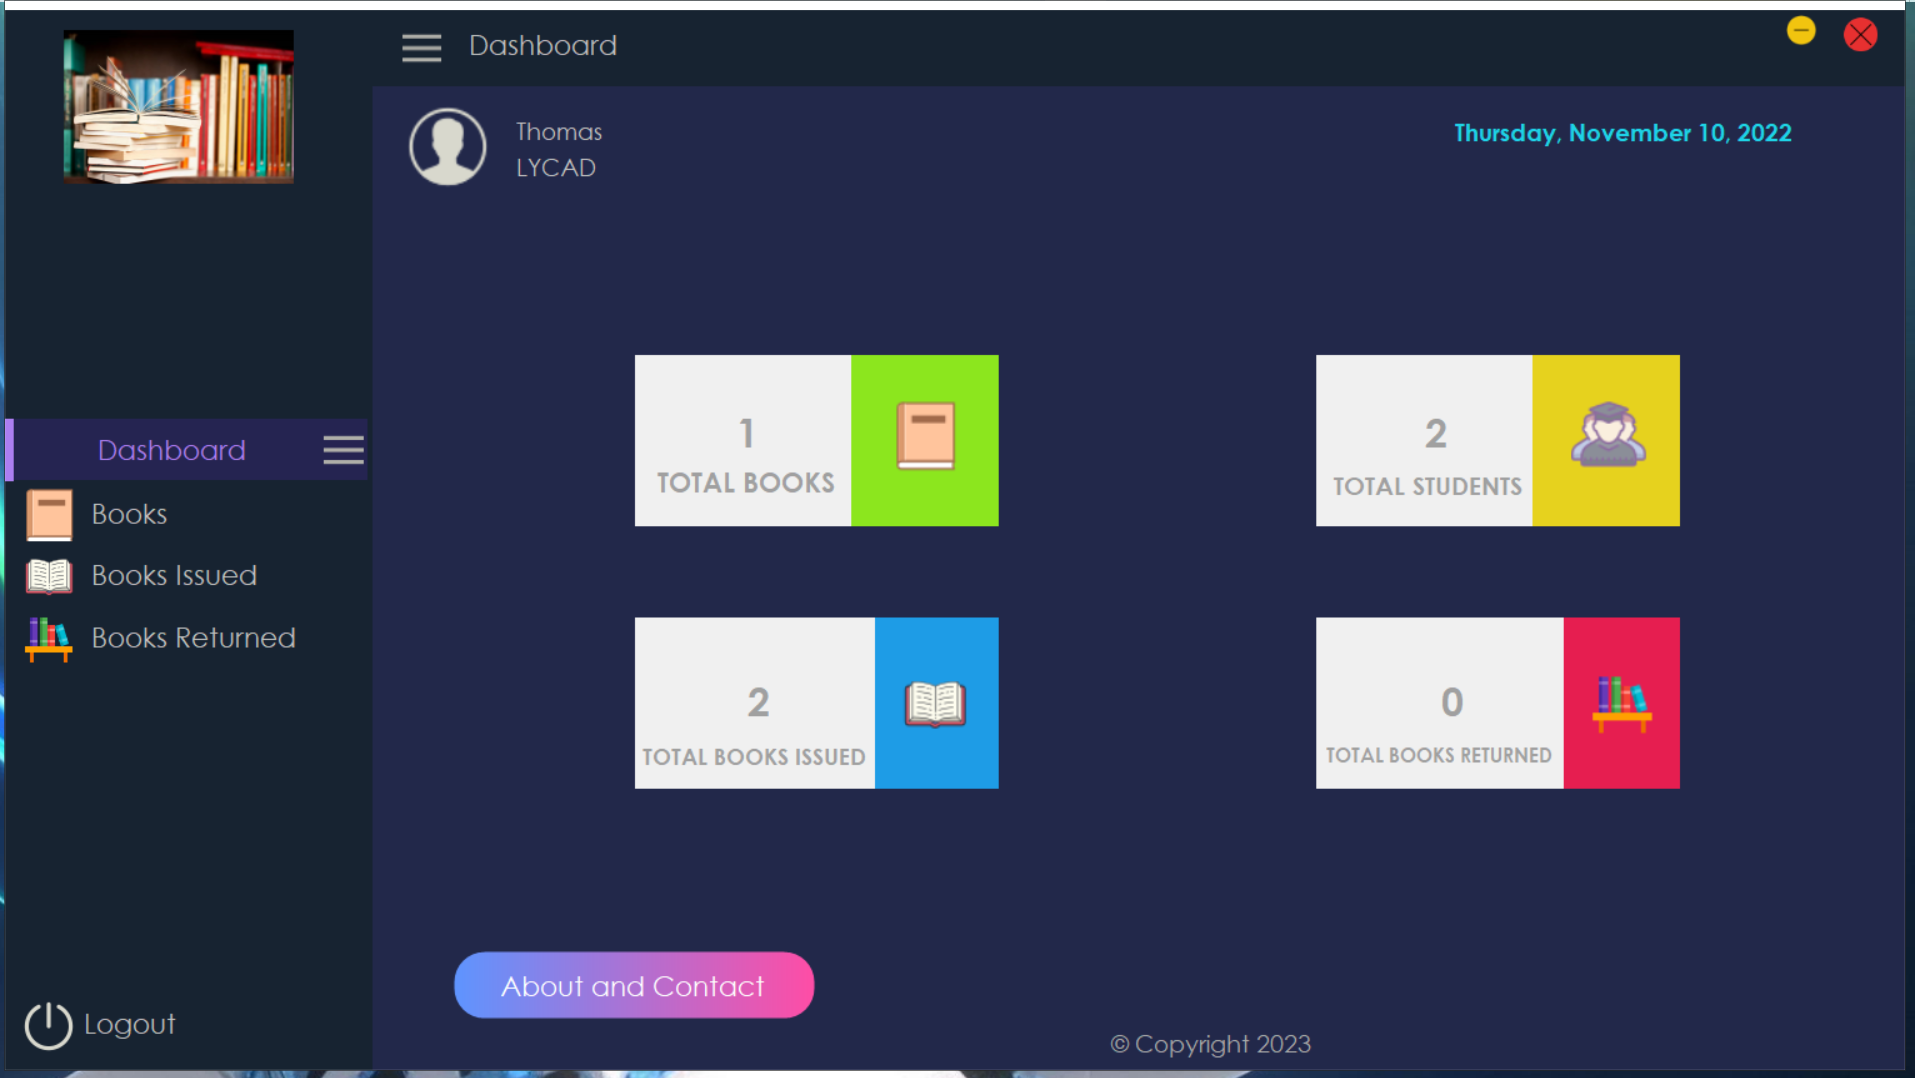 Dashboard
Thomas
LYCAD
Thursday, November 10, 2022
Dashboard
Books
Books Issued
Books Returned
Logout
1
TOTAL BOOKS
2
TOTAL STUDENTS
2
TOTAL BOOKS ISSUED
0
TOTAL BOOKS RETURNED
About and Contact
© Copyright 2023